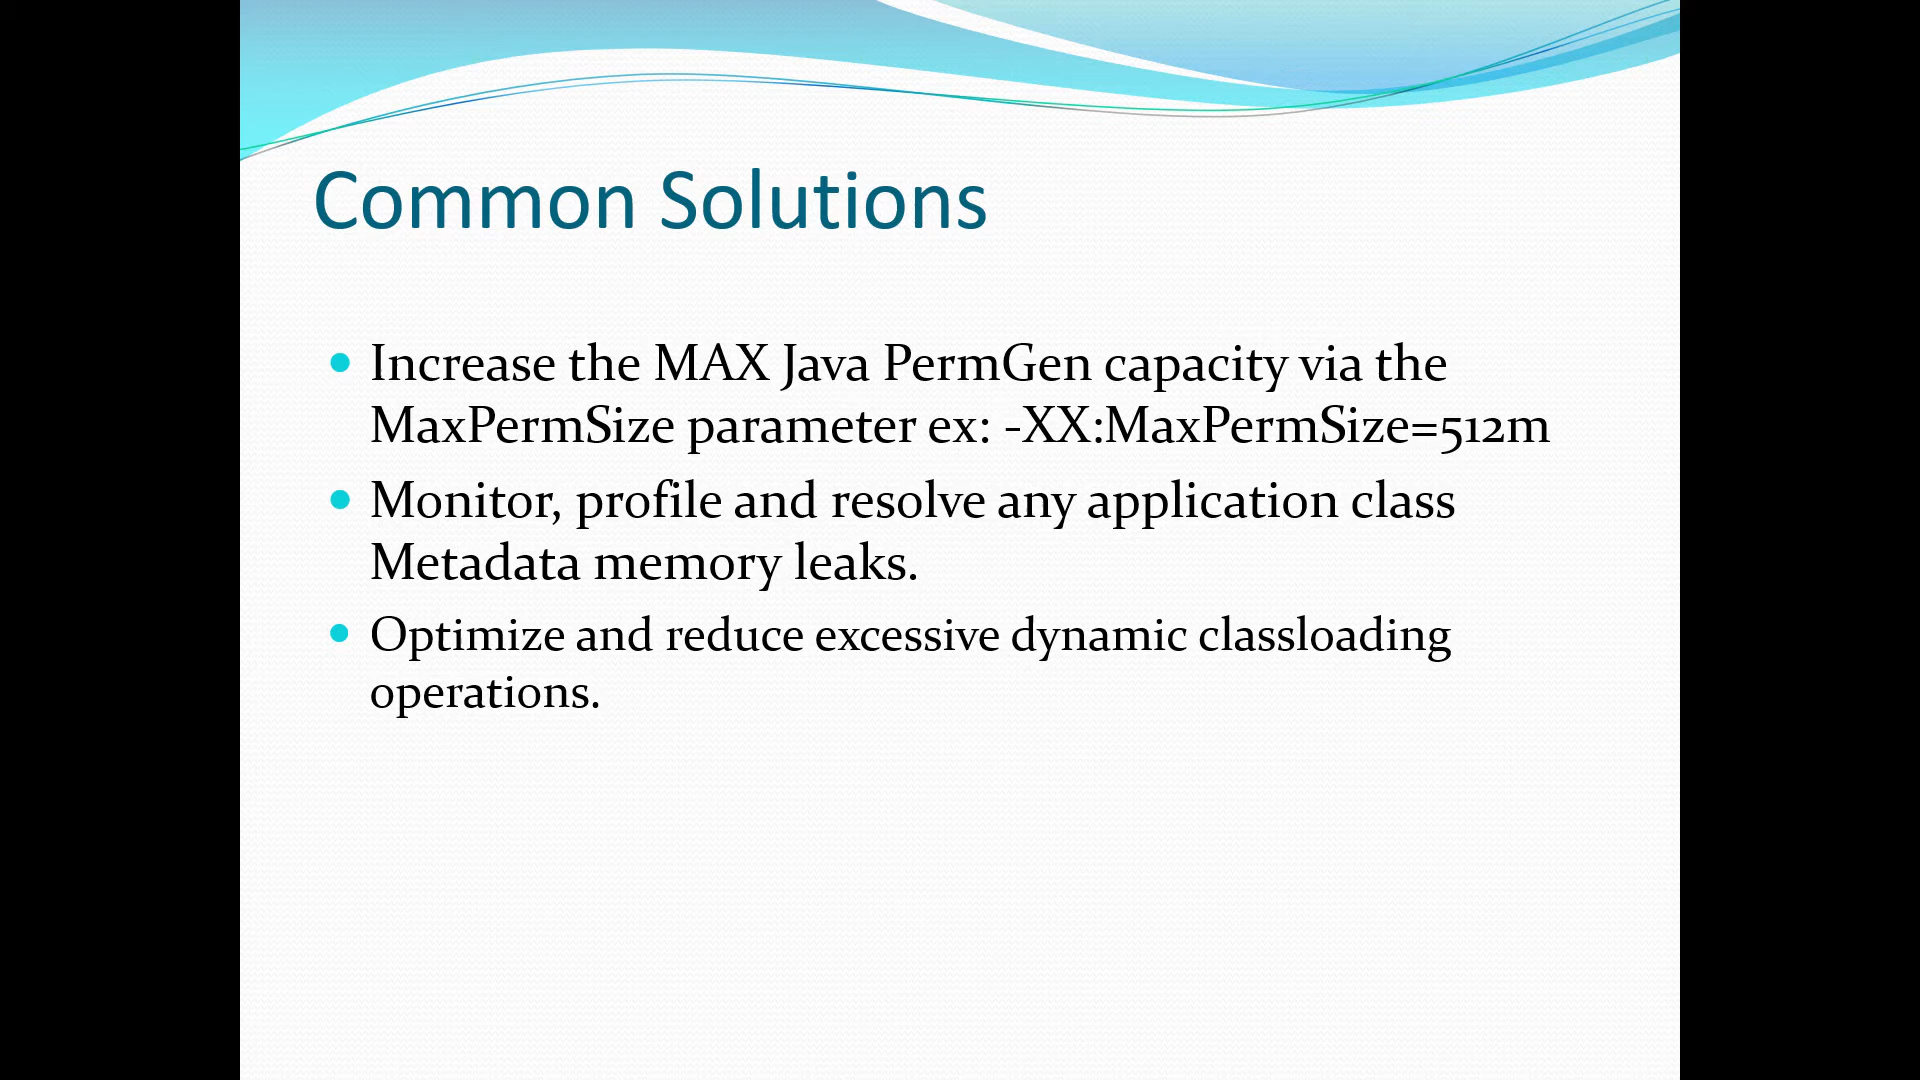 Common Solutions
Increase the MAX Java PermGen capacity via the
MaxPermSize parameter ex: -XX:MaxPermSize=512m
Monitor, profile and resolve any application class
Metadata memory leaks.
Optimize and reduce excessive dynamic classloading
operations.